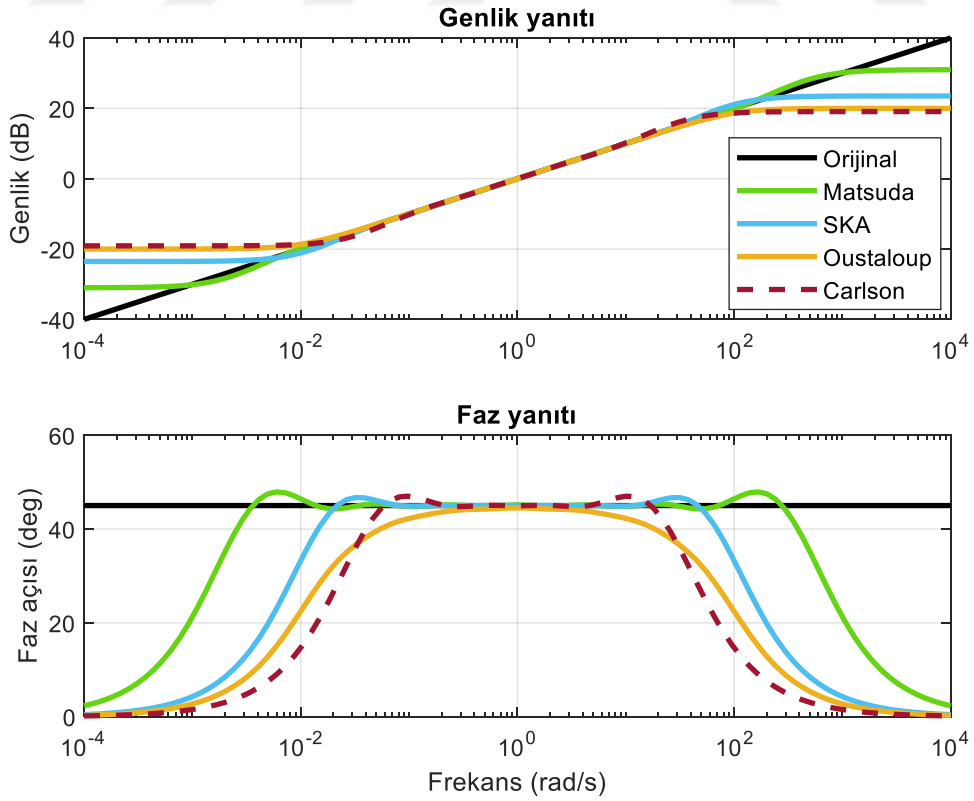 Genlik yanıtı
Genlik (dB)
40
20
0
-20
-40
10^-4
10^-2
10^0
10^2
10^4
Orijinal
Matsuda
SKA
Oustaloup
Carlson
Faz yanıtı
Faz açısı (deg)
60
40
20
0
10^-4
10^-2
10^0
10^2
10^4
Frekans (rad/s)